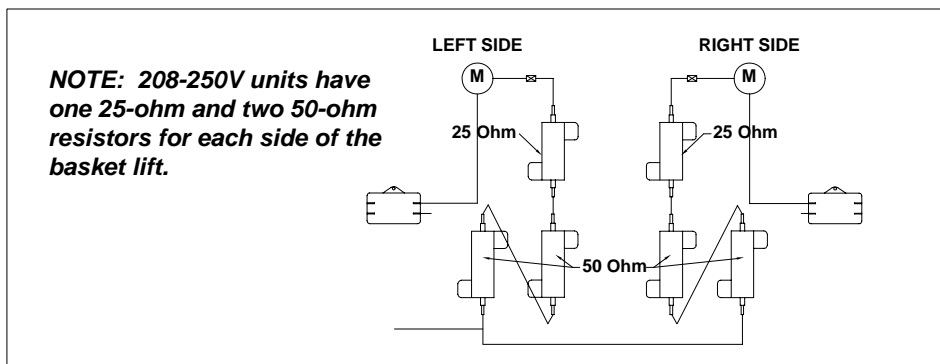 LEFT SIDE
RIGHT SIDE
NOTE: 208-250V units have
one 25-ohm and two 50-ohm
resistors for each side of the
basket lift.
M
M
25 Ohm
25 Ohm
50 Ohm